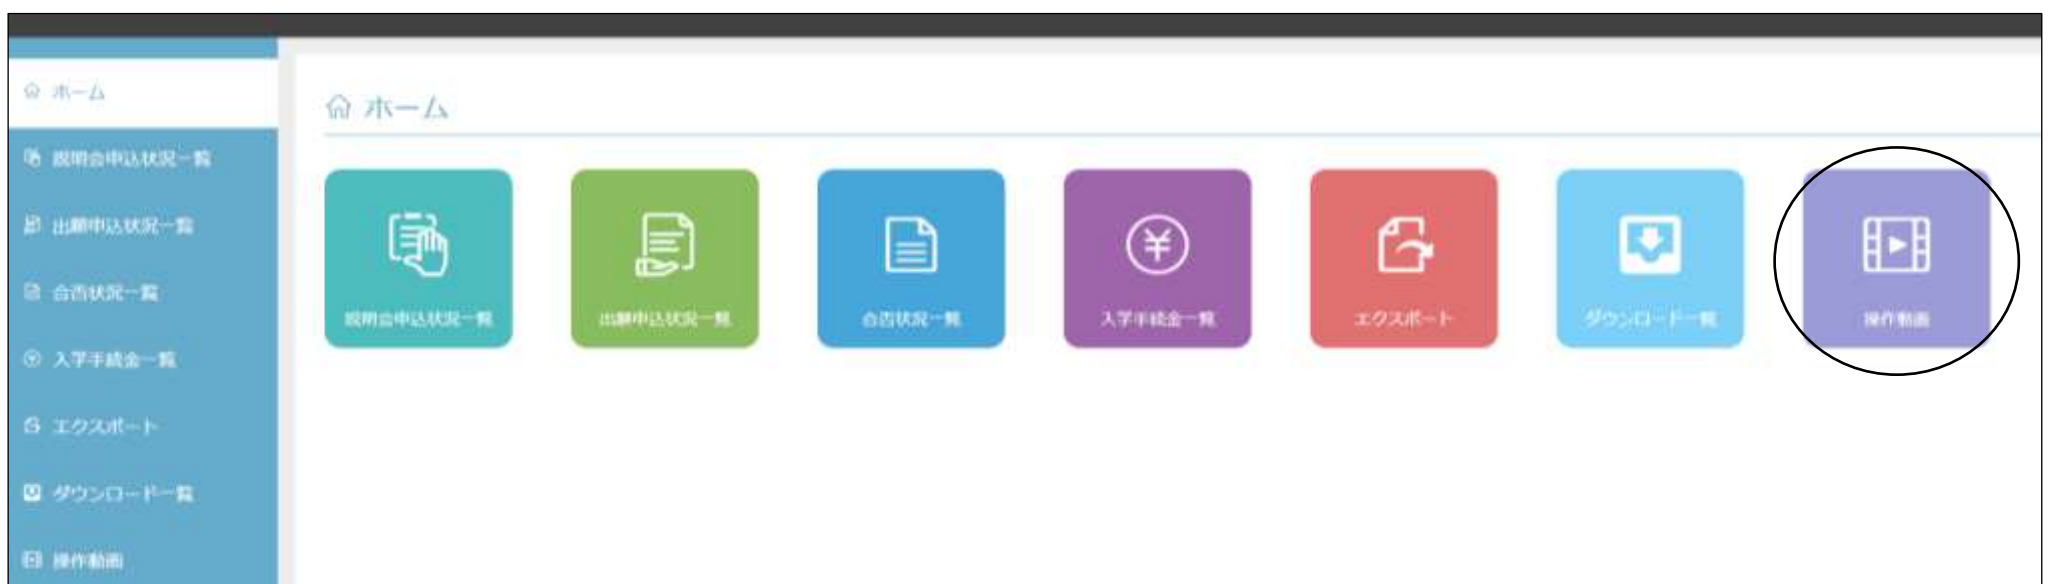 ホーム
説明会申込状況一覧
出願申込状況一覧
合否状況一覧
入学手続金一覧
エクスポート
ダウンロード一覧
操作動画
ホーム
説明会申込状況一覧
出願申込状況一覧
合否状況一覧
入学手続金一覧
エクスポート
ダウンロード一覧
操作動画